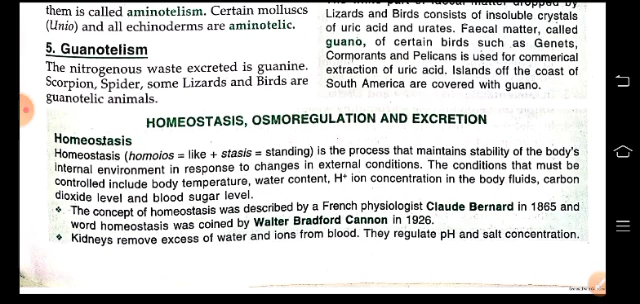 them is called aminotelism. Certain molluscs
(Unio) and all echinoderms are aminotelic.
5. Guanotelism
The nitrogenous waste excreted is guanine.
Scorpion, Spider, some Lizards and Birds are
guanotelic animals.
Lizards and Birds consists of insoluble crystals
of uric acid and urates. Faecal matter, called
guano, of certain birds such as Genets,
Cormorants and Pelicans is used for commerical
extraction of uric acid. Islands off the coast of
South America are covered with guano.
HOMEOSTASIS, OSMOREGULATION AND EXCRETION
Homeostasis
Homeostasis (homoios = like + stasis = standing) is the process that maintains stability of the body's
internal environment in response to changes in external conditions. The conditions that must be
controlled include body temperature, water content, H⁺ ion concentration in the body fluids, carbon
dioxide level and blood sugar level.
❖ The concept of homeostasis was described by a French physiologist Claude Bernard in 1865 and
word homeostasis was coined by Walter Bradford Cannon in 1926.
❖ Kidneys remove excess of water and ions from blood. They regulate pH and salt concentration.